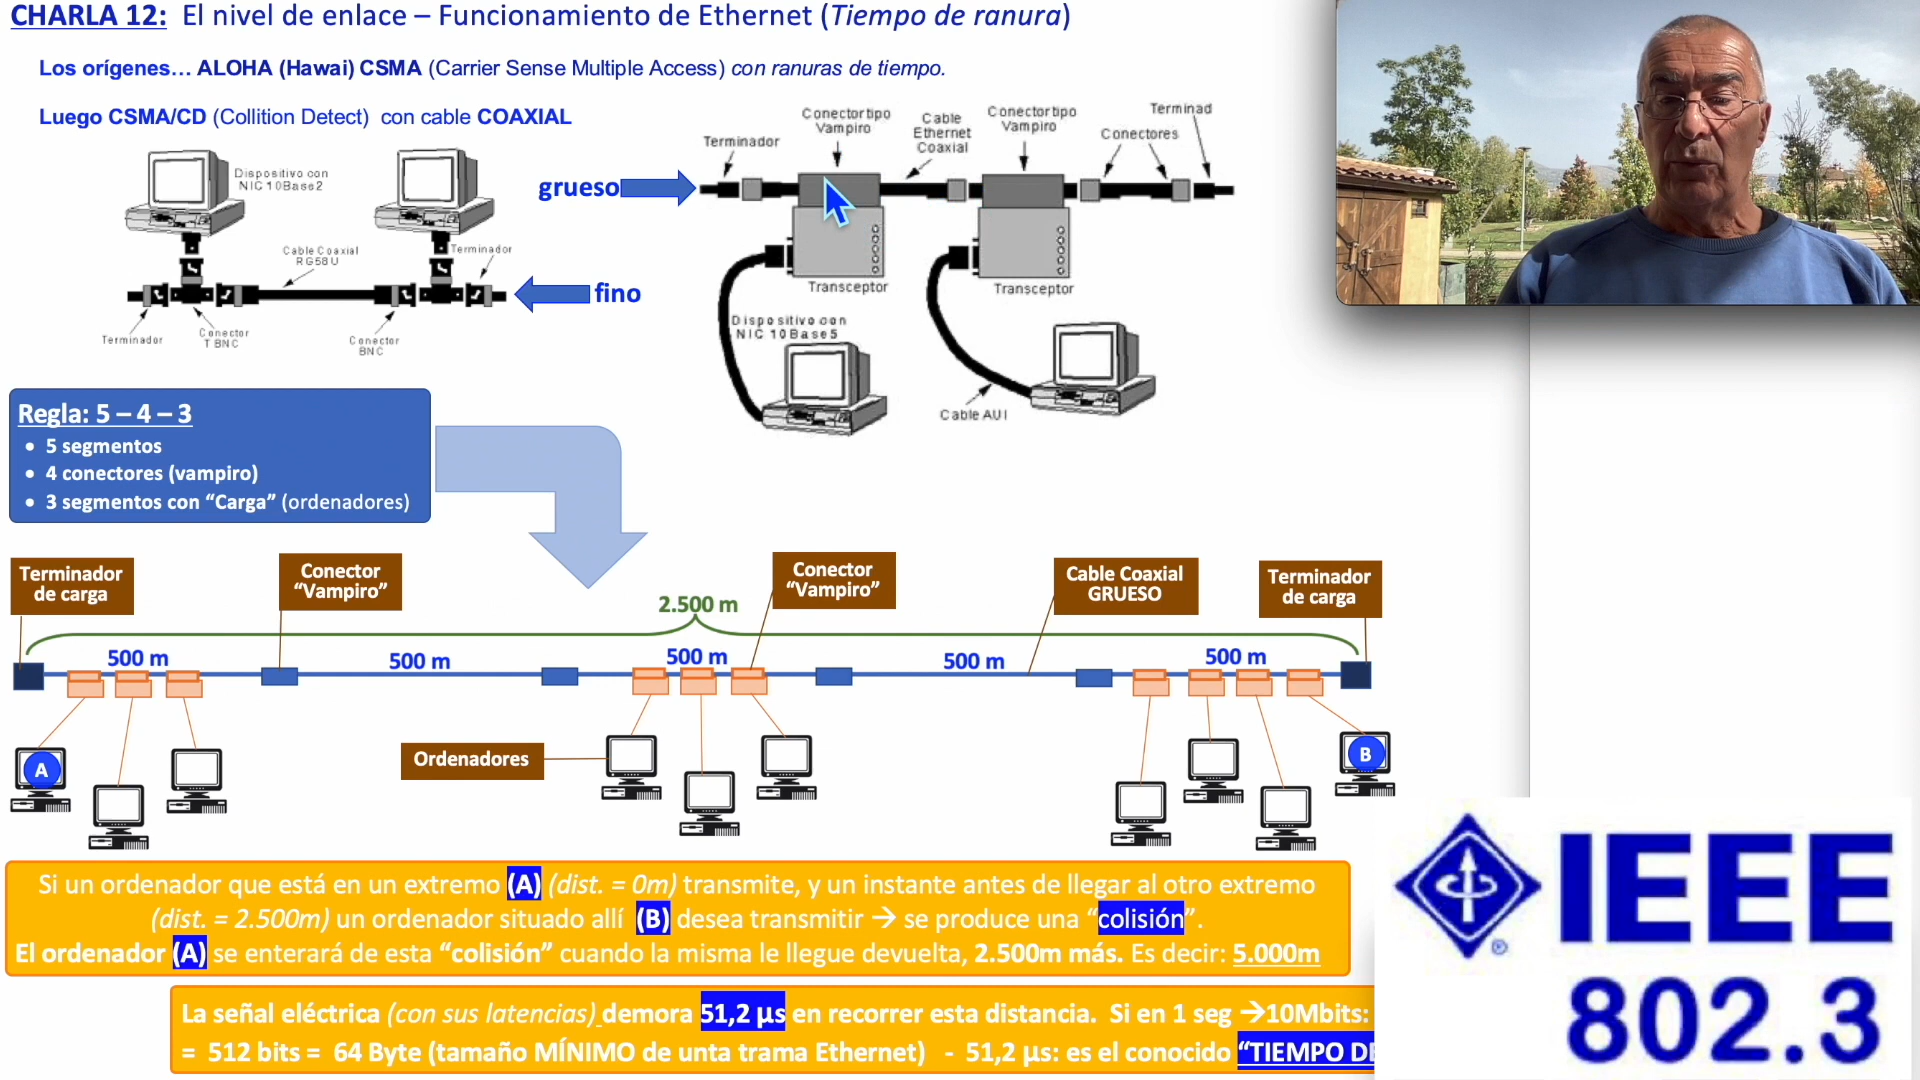 CHARLA 12: El nivel de enlace – Funcionamiento de Ethernet (Tiempo de ranura)
Los orígenes... ALOHA (Hawai) CSMA (Carrier Sense Multiple Access) con ranuras de tiempo.
Luego CSMA/CD (Collition Detect) con cable COAXIAL
Dispositivo con
NIC 10Base2
Cable Coaxial
RG58U
Terminador
Terminador
Conector
T BNC
Conector
BNC
grueso
fino
Terminador
Conector tipo
Vampiro
Cable
Ethernet
Coaxial
Conector tipo
Vampiro
Conectores
Terminad
Transceptor
Transceptor
Dispositivo con
NIC 10Base5
Cable AUI
Regla: 5 – 4 – 3
• 5 segmentos
• 4 conectores (vampiro)
• 3 segmentos con “Carga” (ordenadores)
Terminador
de carga
Conector
“Vampiro”
2.500 m
Conector
“Vampiro”
Cable Coaxial
GRUESO
Terminador
de carga
500 m
500 m
500 m
500 m
500 m
Ordenadores
A
B
Si un ordenador que está en un extremo (A) (dist. = 0m) transmite, y un instante antes de llegar al otro extremo
(dist. = 2.500m) un ordenador situado allí (B) desea transmitir → se produce una “colisión”.
El ordenador (A) se enterará de esta “colisión” cuando la misma le llegue devuelta, 2.500m más. Es decir: 5.000m
La señal eléctrica (con sus latencias) demora 51,2 µs en recorrer esta distancia. Si en 1 seg →10Mbits:
= 512 bits = 64 Byte (tamaño MÍNIMO de unta trama Ethernet) - 51,2 µs: es el conocido “TIEMPO DE
IEEE
®
802.3